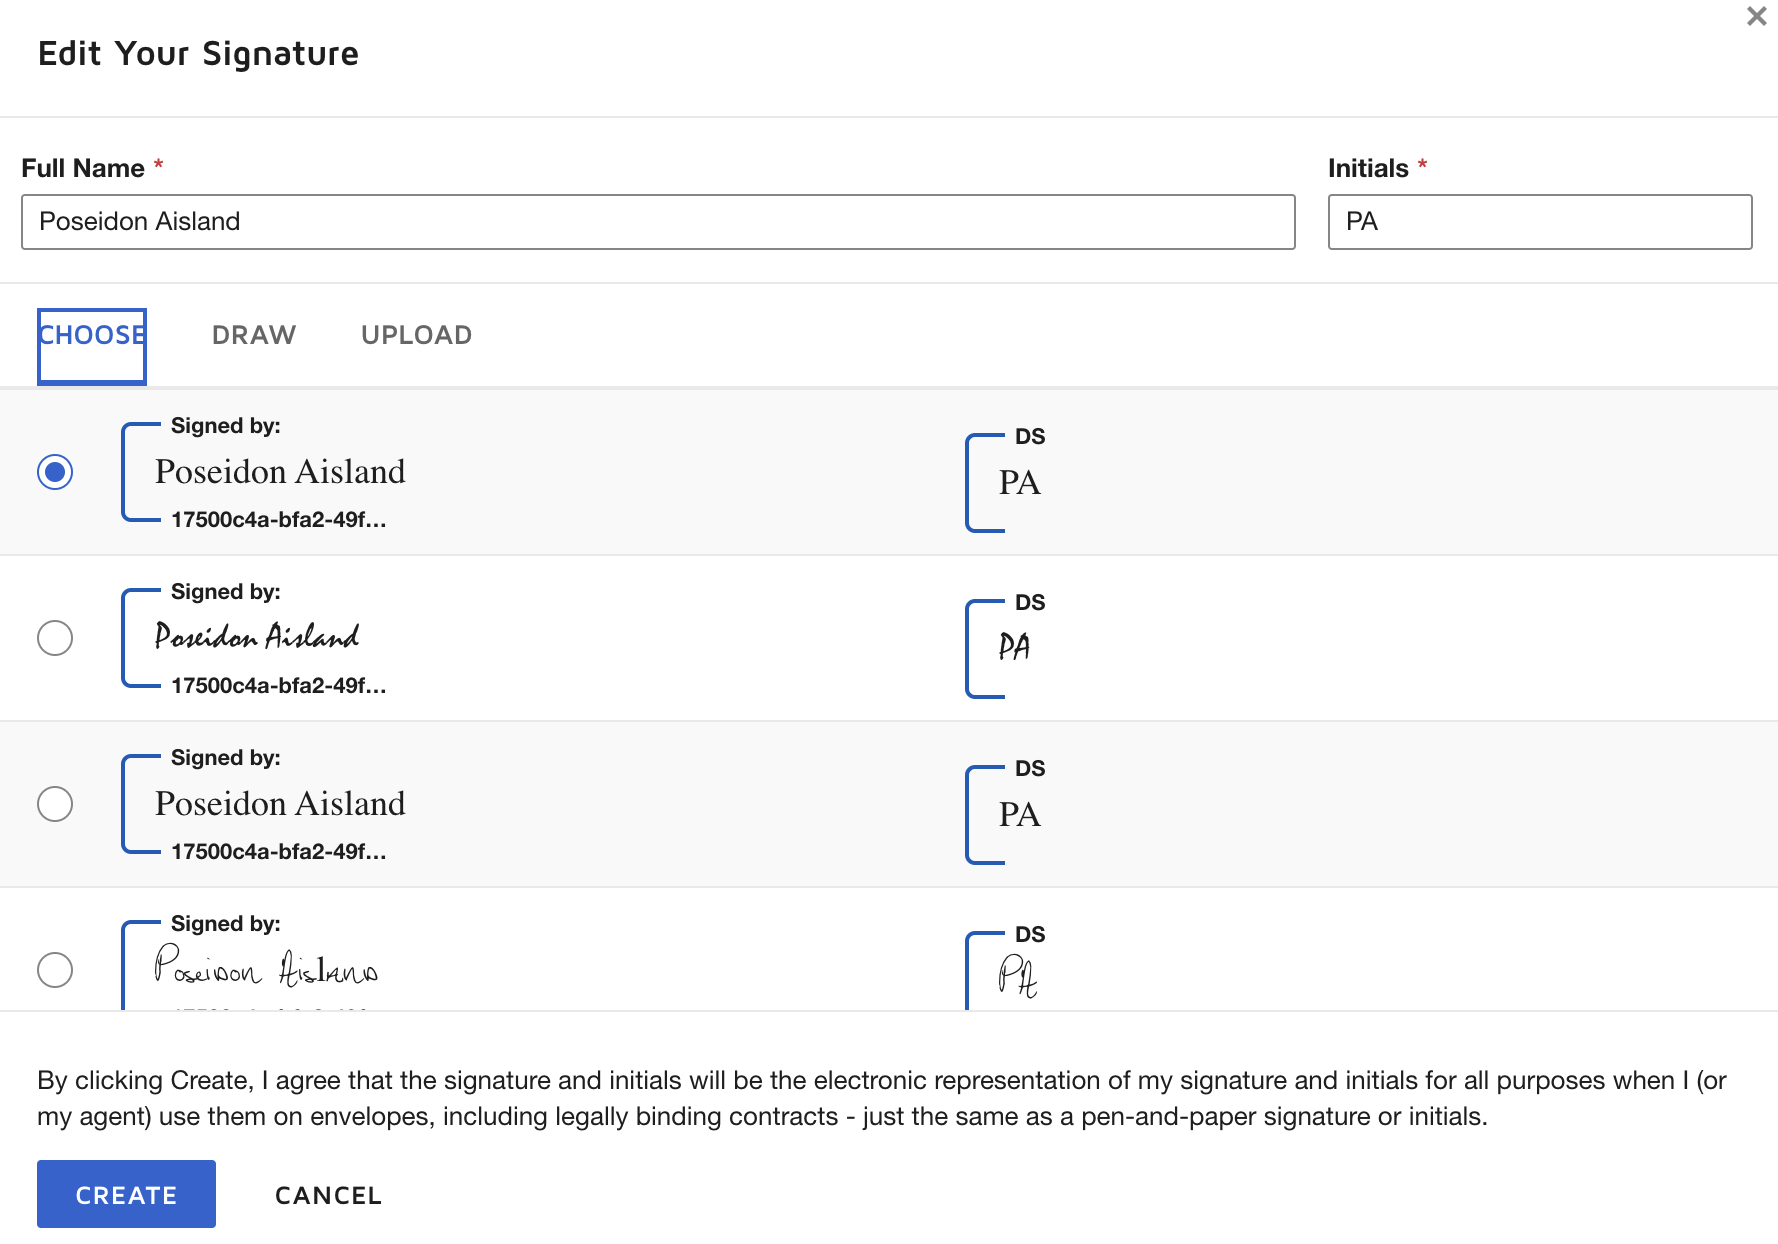 Edit Your Signature
Full Name * Initials *
Poseidon Aisland PA
CHOOSE DRAW UPLOAD
Signed by: DS
Poseidon Aisland PA
17500c4a-bfa2-49f...
Signed by: DS
Poseidon Aisland PA
17500c4a-bfa2-49f...
Signed by: DS
Poseidon Aisland PA
17500c4a-bfa2-49f...
Signed by: DS
Poseidon Aisland PA
By clicking Create, I agree that the signature and initials will be the electronic representation of my signature and initials for all purposes when I (or
my agent) use them on envelopes, including legally binding contracts - just the same as a pen-and-paper signature or initials.
CREATE CANCEL